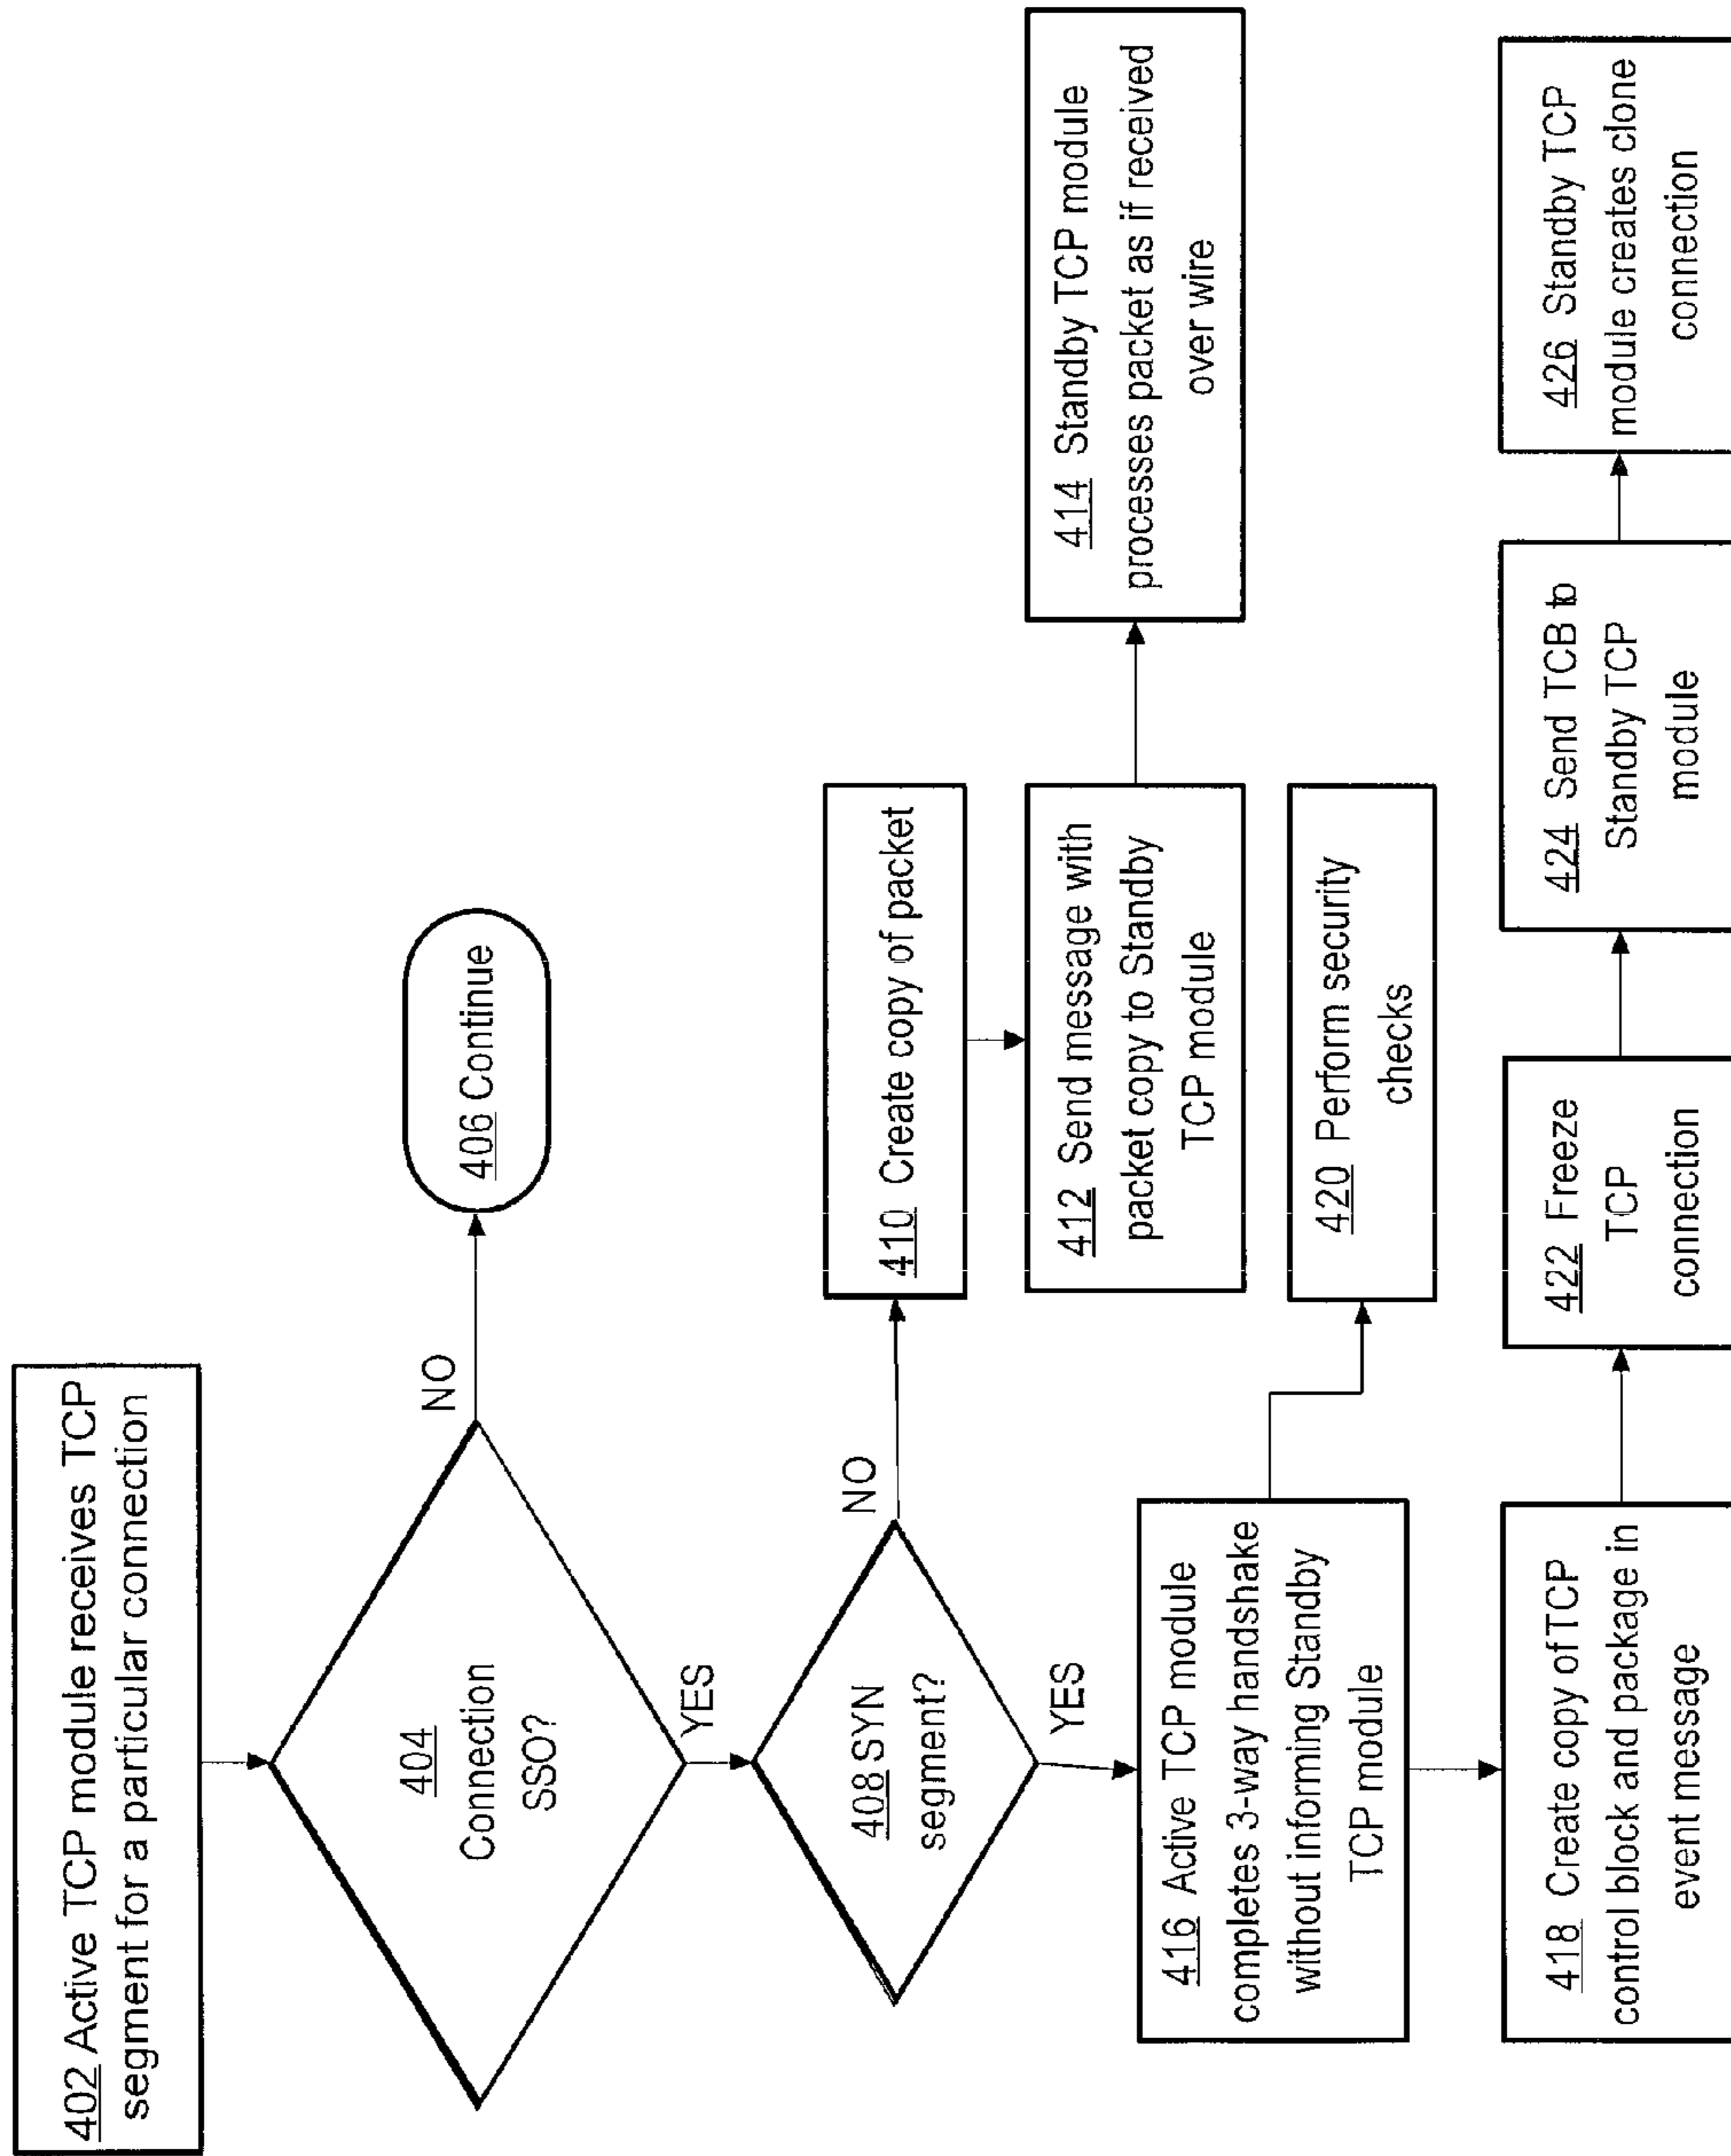 402 Active TCP module receives TCP
segment for a particular connection
404
Connection
SSO?
NO
406 Continue
YES
408 SYN
segment?
NO
410 Create copy of packet
412 Send message with
packet copy to Standby
TCP module
414 Standby TCP module
processes packet as if received
over wire
YES
416 Active TCP module
completes 3-way handshake
without informing Standby
TCP module
420 Perform security
checks
418 Create copy of TCP
control block and package in
event message
422 Freeze
TCP
connection
424 Send TCB to
Standby TCP
module
426 Standby TCP
module creates clone
connection